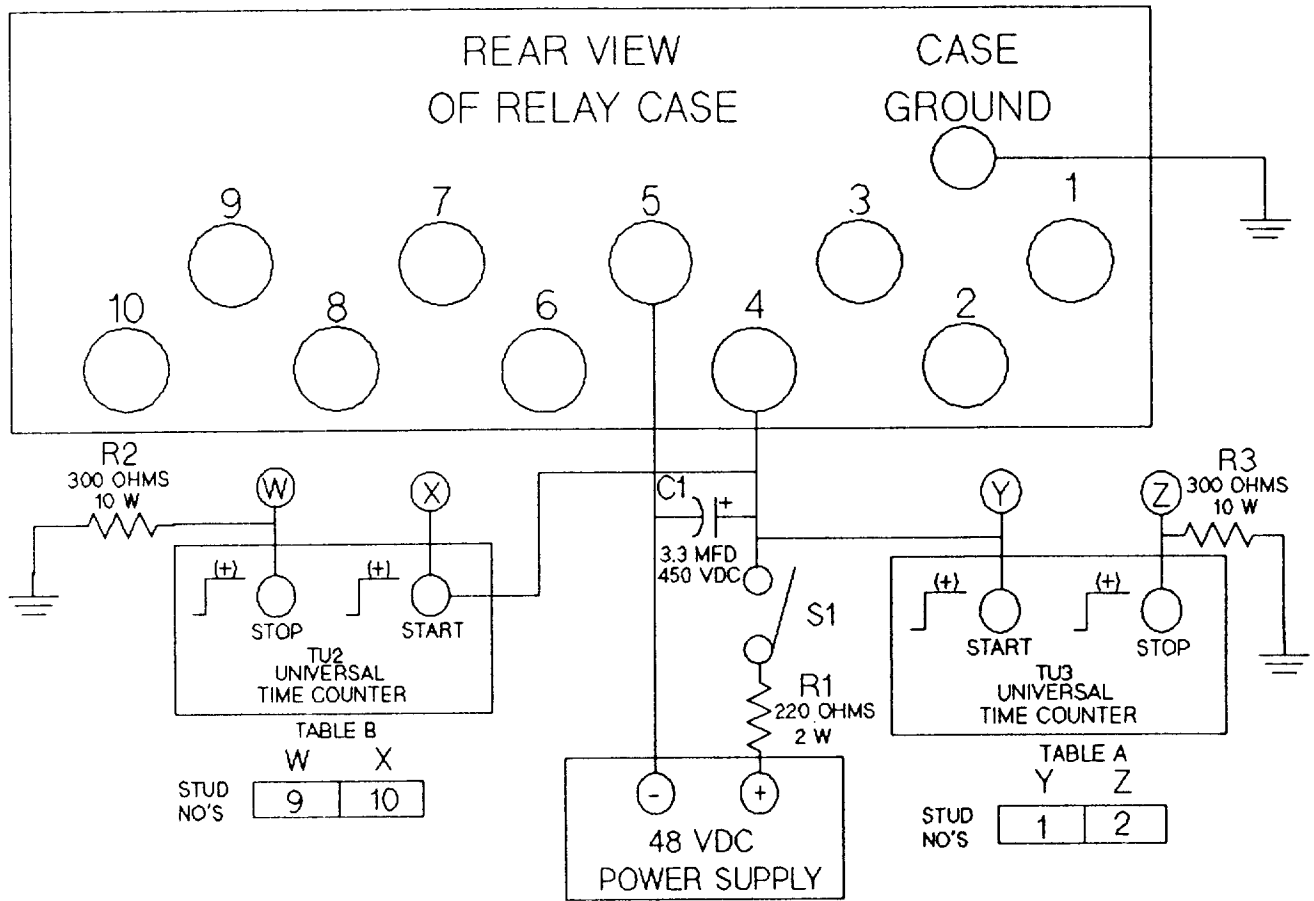 REAR VIEW
OF RELAY CASE
CASE
GROUND
9
7
5
3
1
10
8
6
4
2
R2
300 OHMS
10 W
W
X
C1
+
3.3 MFD
450 VDC
Y
Z
R3
300 OHMS
10 W
(+)
(+)
STOP
START
TU2
UNIVERSAL
TIME COUNTER
S1
(+)
(+)
START
STOP
TU3
UNIVERSAL
TIME COUNTER
R1
220 OHMS
2 W
TABLE B
W X
STUD
NO'S
9 10
- +
48 VDC
POWER SUPPLY
TABLE A
Y Z
STUD
NO'S
1 2